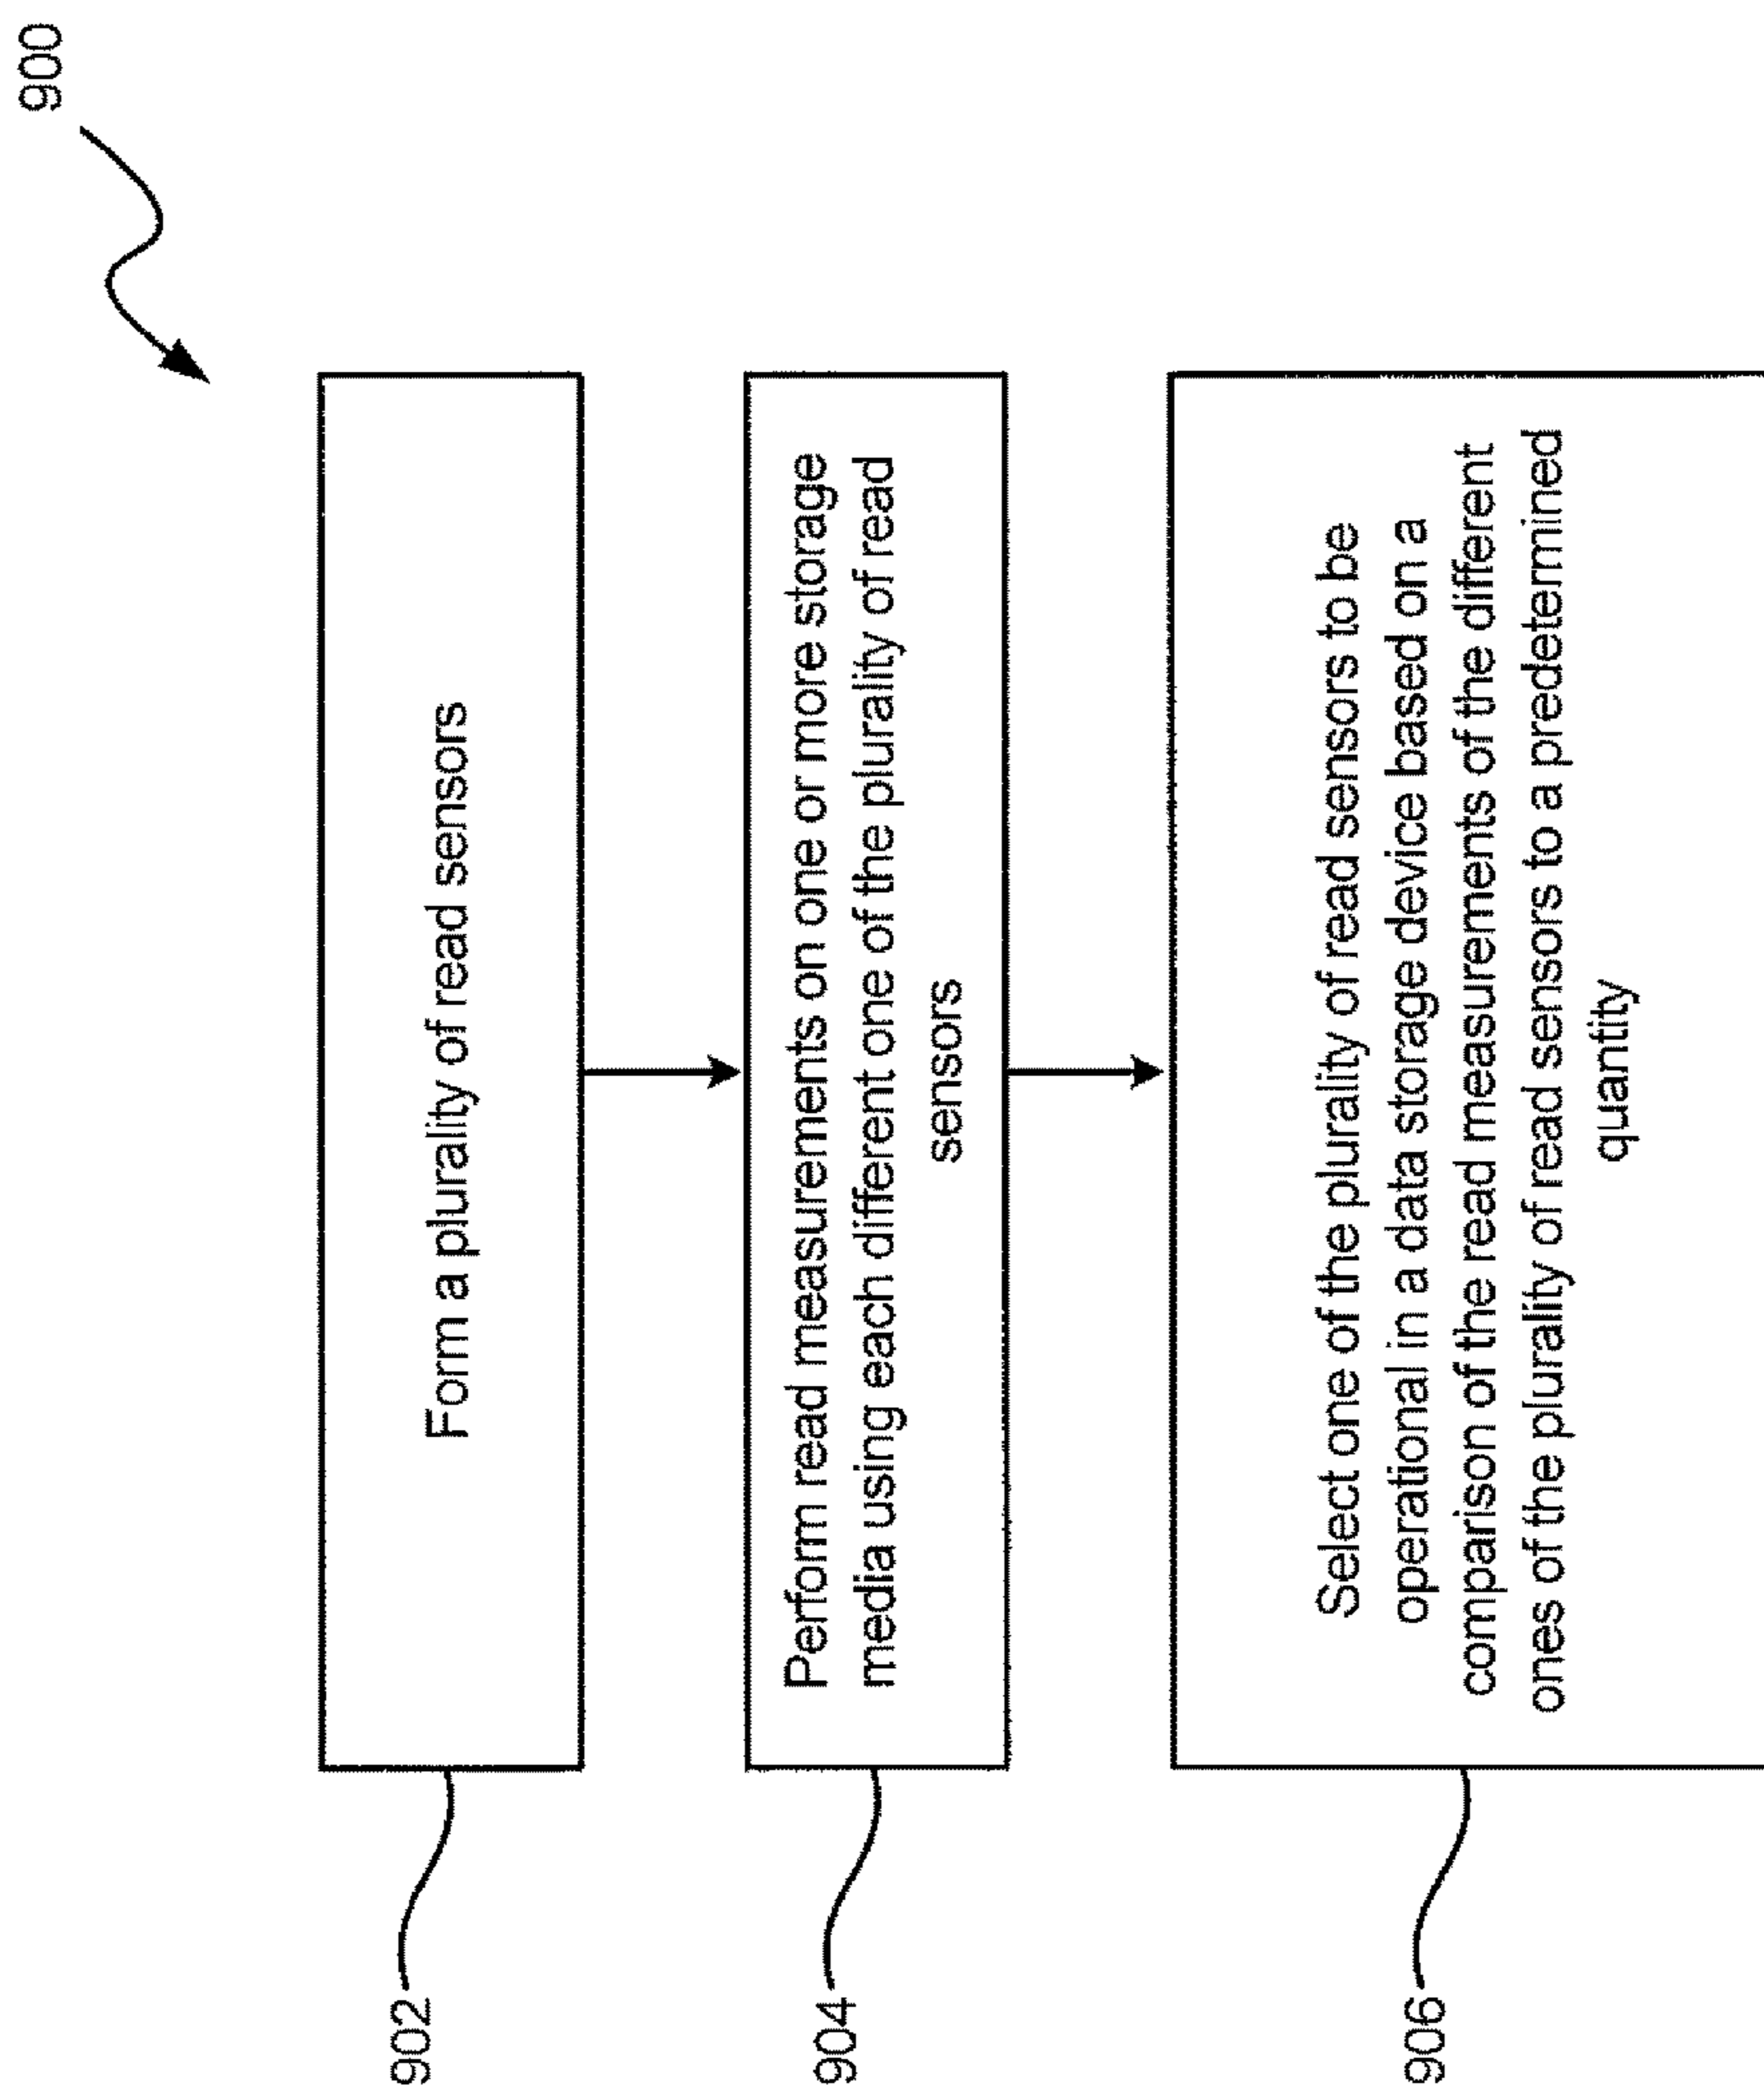 900
902
Form a plurality of read sensors
904
Perform read measurements on one or more storage
media using each different one of the plurality of read
sensors
906
Select one of the plurality of read sensors to be
operational in a data storage device based on a
comparison of the read measurements of the different
ones of the plurality of read sensors to a predetermined
quantity